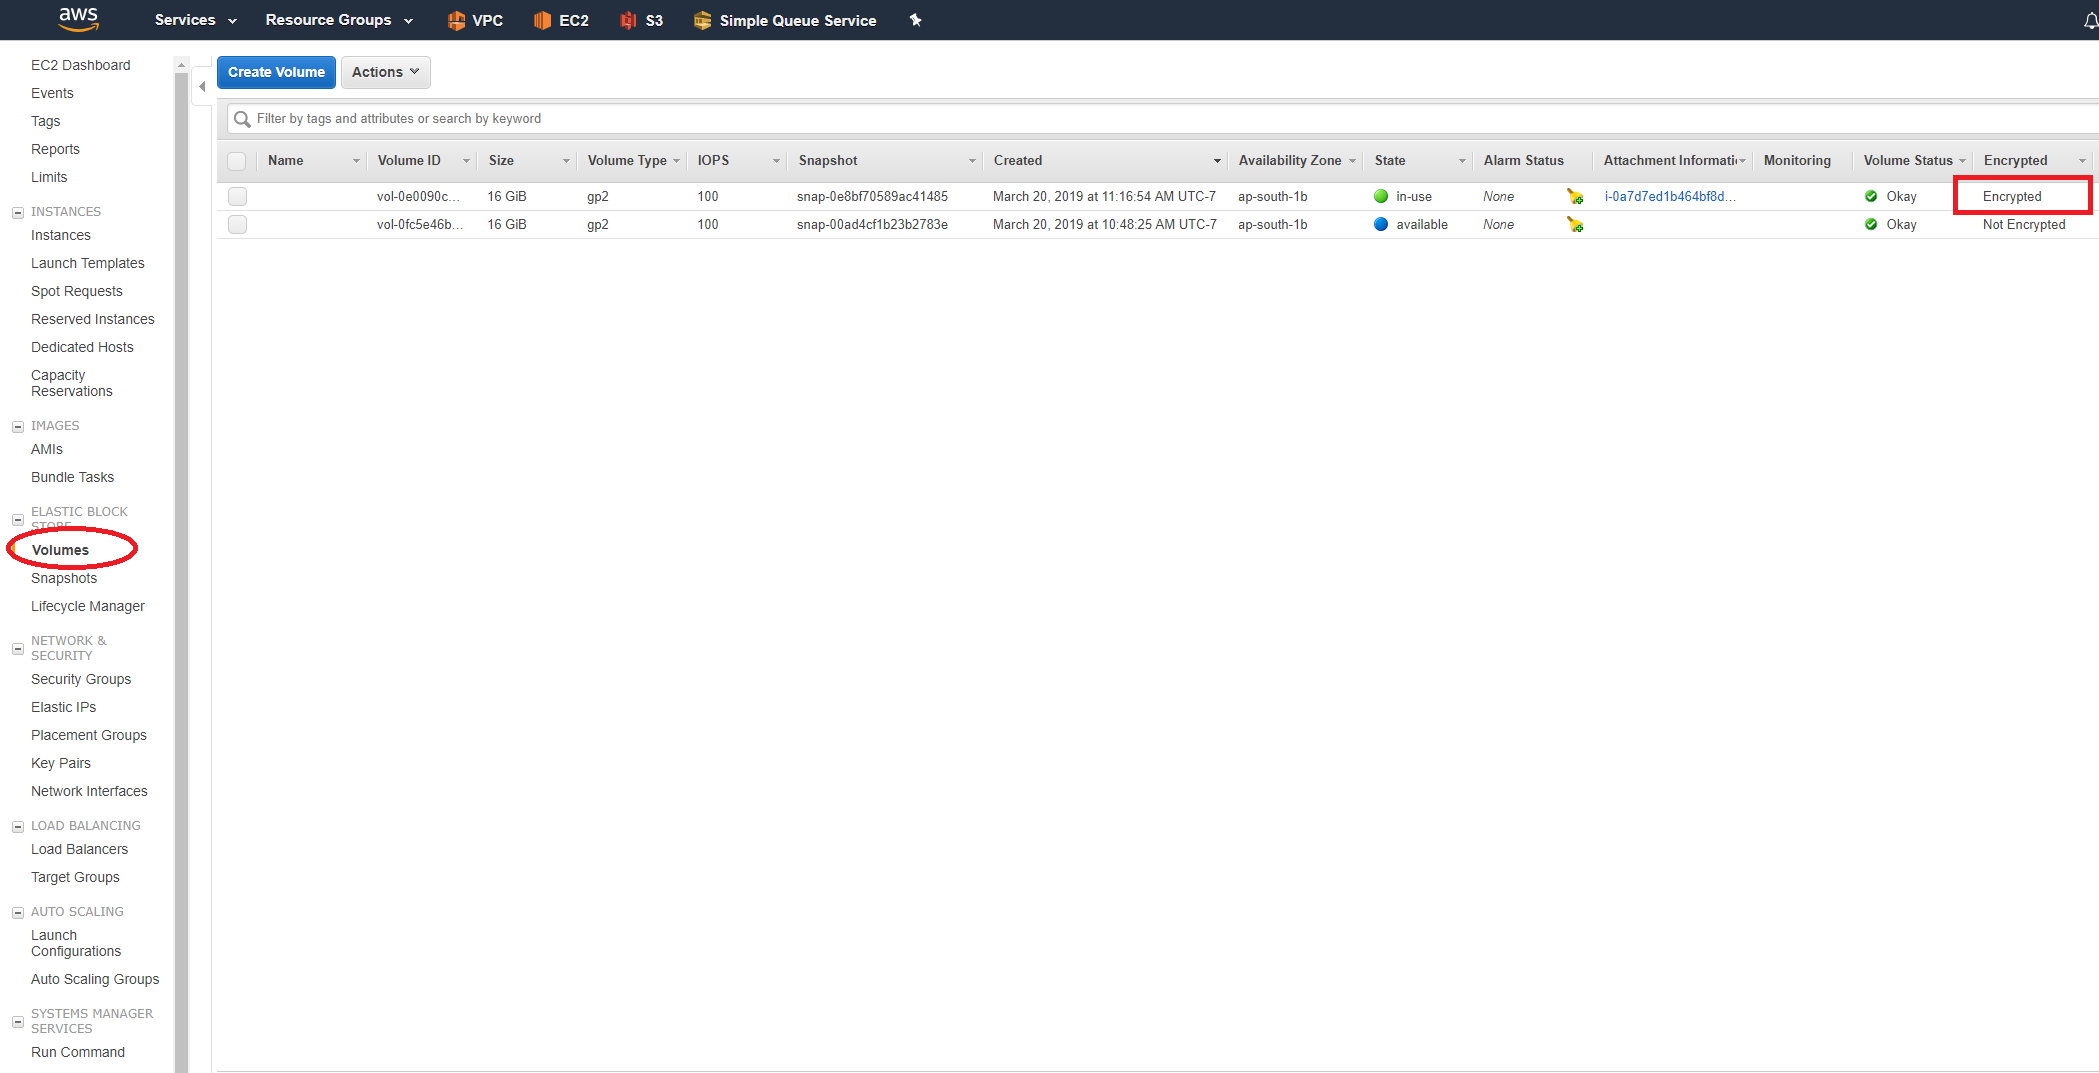 aws Services Resource Groups VPC EC2 S3 Simple Queue Service
EC2 Dashboard
Events
Tags
Reports
Limits
INSTANCES
Instances
Launch Templates
Spot Requests
Reserved Instances
Dedicated Hosts
Capacity
Reservations
IMAGES
AMIs
Bundle Tasks
ELASTIC BLOCK
STORE
Volumes
Snapshots
Lifecycle Manager
NETWORK &
SECURITY
Security Groups
Elastic IPs
Placement Groups
Key Pairs
Network Interfaces
LOAD BALANCING
Load Balancers
Target Groups
AUTO SCALING
Launch
Configurations
Auto Scaling Groups
SYSTEMS MANAGER
SERVICES
Run Command
Create Volume Actions
Filter by tags and attributes or search by keyword
Name Volume ID Size Volume Type IOPS Snapshot Created Availability Zone State Alarm Status Attachment Informati Monitoring Volume Status Encrypted
vol-0e0090c... 16 GiB gp2 100 snap-0e8bf70589ac41485 March 20, 2019 at 11:16:54 AM UTC-7 ap-south-1b in-use None i-0a7d7ed1b464bf8d... Okay Encrypted
vol-0fc5e46b... 16 GiB gp2 100 snap-00ad4cf1b23b2783e March 20, 2019 at 10:48:25 AM UTC-7 ap-south-1b available None Okay Not Encrypted